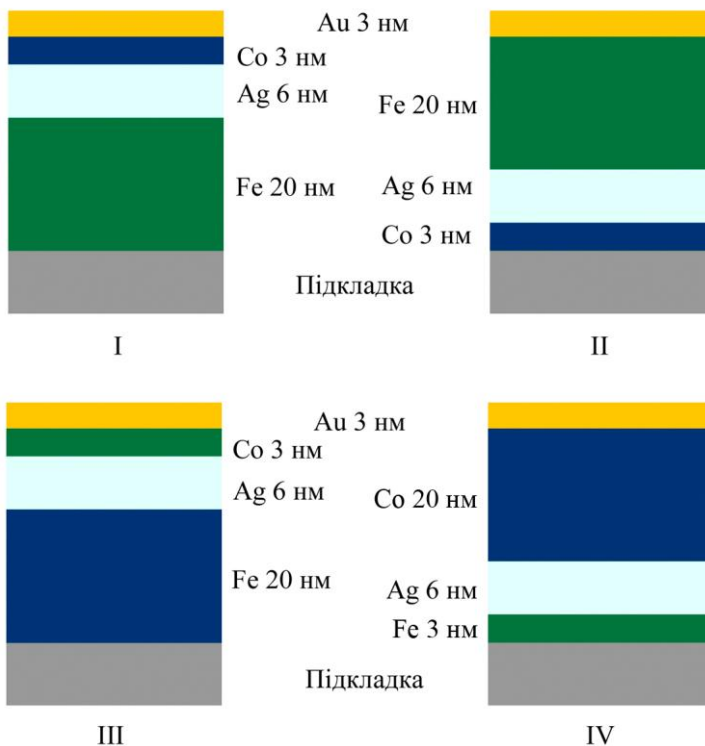 Au 3 нм
Co 3 нм
Ag 6 нм
Fe 20 нм
Fe 20 нм
Ag 6 нм
Co 3 нм
Підкладка
I
II
Au 3 нм
Co 3 нм
Ag 6 нм
Co 20 нм
Fe 20 нм
Ag 6 нм
Fe 3 нм
Підкладка
III
IV